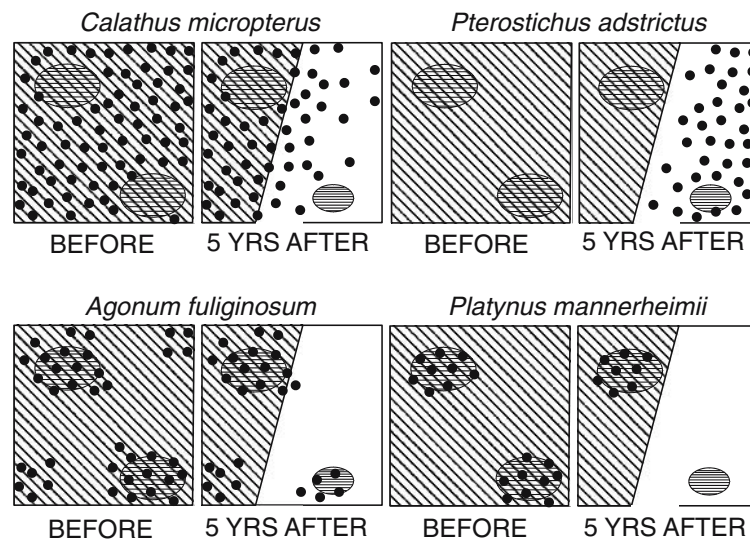 Calathus micropterus Pterostichus adstrictus
BEFORE 5 YRS AFTER BEFORE 5 YRS AFTER
Agonum fuliginosum Platynus mannerheimii
BEFORE 5 YRS AFTER BEFORE 5 YRS AFTER